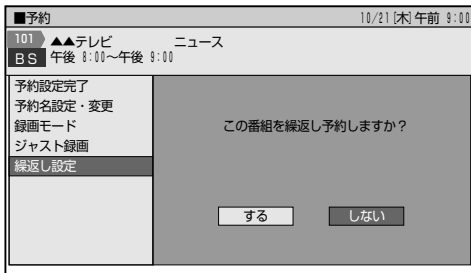 ■予約 10/21[木]午前 9:00
101 ▲▲テレビ ニュース
BS 午後 8:00～午後 9:00
予約設定完了
予約名設定・変更
録画モード
ジャスト録画
繰返し設定
この番組を繰返し予約しますか？
する しない